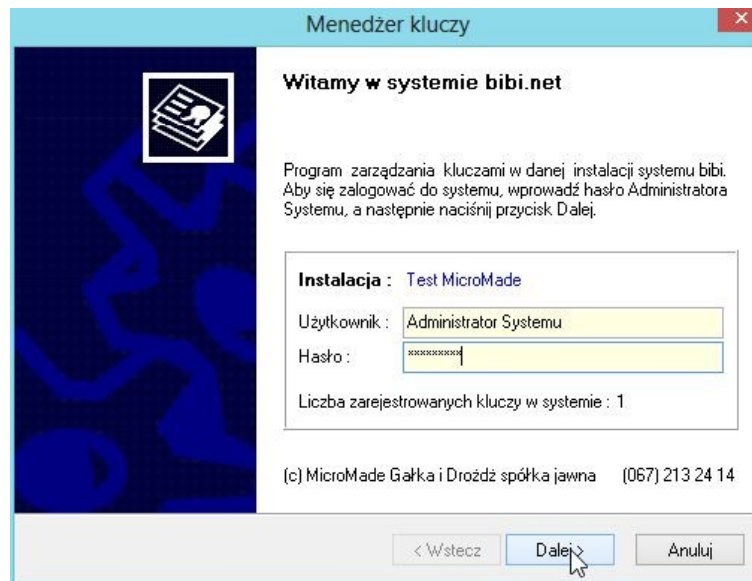 Menedżer kluczy
Witamy w systemie bibi.net
Program zarządzania kluczami w danej instalacji systemu bibi.
Aby się zalogować do systemu, wprowadź hasło Administratora
Systemu, a następnie naciśnij przycisk Dalej.
Instalacja : Test MicroMade
Użytkownik : Administrator Systemu
Hasło : *********
Liczba zarejestrowanych kluczy w systemie : 1
(c) MicroMade Gałka i Drożdż spółka jawna (067) 213 24 14
< Wstecz Dalej > Anuluj